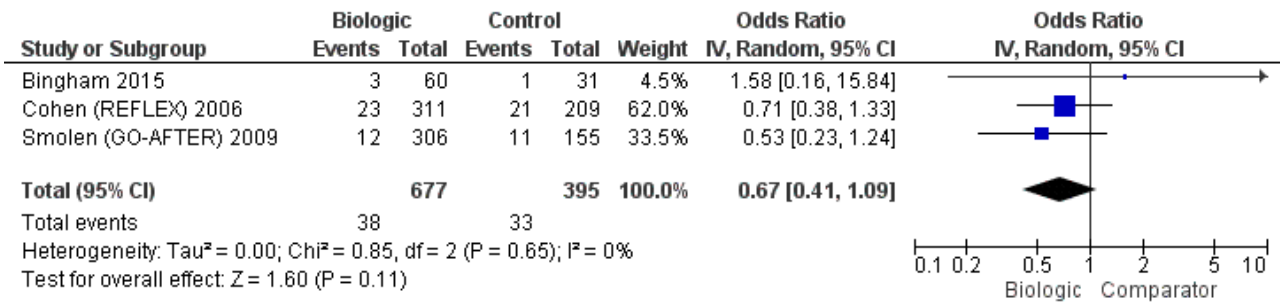 Biologic Control Odds Ratio Odds Ratio
Study or Subgroup Events Total Events Total Weight IV, Random, 95% CI IV, Random, 95% CI
Bingham 2015 3 60 1 31 4.5% 1.58 [0.16, 15.84]
Cohen (REFLEX) 2006 23 311 21 209 62.0% 0.71 [0.38, 1.33]
Smolen (GO-AFTER) 2009 12 306 11 155 33.5% 0.53 [0.23, 1.24]
Total (95% CI) 677 395 100.0% 0.67 [0.41, 1.09]
Total events 38 33
Heterogeneity: Tau² = 0.00; Chi² = 0.85, df = 2 (P = 0.65); I² = 0%
Test for overall effect: Z = 1.60 (P = 0.11)
0.1 0.2 0.5 1 2 5 10
Biologic Comparator